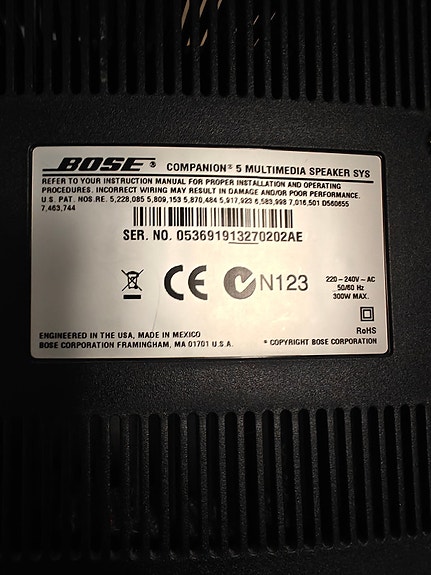 BOSE ® COMPANION® 5 MULTIMEDIA SPEAKER SYS
REFER TO YOUR INSTRUCTION MANUAL FOR PROPER INSTALLATION AND OPERATING
PROCEDURES. INCORRECT WIRING MAY RESULT IN DAMAGE AND/OR POOR PERFORMANCE.
U.S. PAT. NOS.RE. 5,228,085 5,809,153 5,870,484 5,917,923 6,583,998 7,016,501 D560655
7,463,744
SER. NO. 053691913270202AE
CE N123
220-240V~AC
50/60 Hz
300W MAX.
RoHS
ENGINEERED IN THE USA, MADE IN MEXICO
BOSE CORPORATION FRAMINGHAM, MA 01701 U.S.A. © COPYRIGHT BOSE CORPORATION